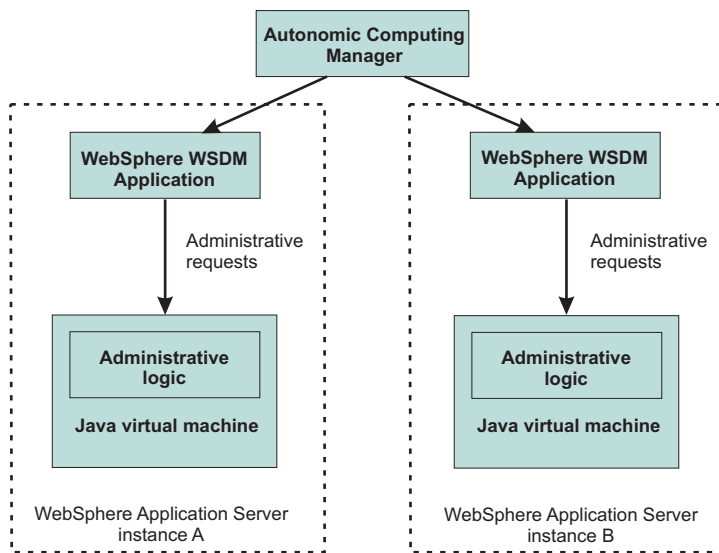 Autonomic Computing
Manager
WebSphere WSDM
Application
Administrative
requests
Administrative
logic
Java virtual machine
WebSphere Application Server
instance A
WebSphere WSDM
Application
Administrative
requests
Administrative
logic
Java virtual machine
WebSphere Application Server
instance B